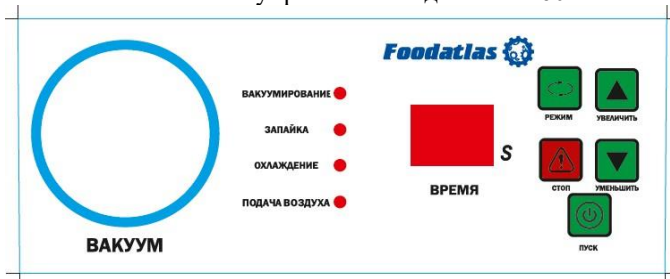 Foodatlas
ВАКУУМИРОВАНИЕ
ЗАПАЙКА
ОХЛАЖДЕНИЕ
ПОДАЧА ВОЗДУХА
ВАКУУМ
S
ВРЕМЯ
РЕЖИМ
УВЕЛИЧИТЬ
СТОП
УМЕНЬШИТЬ
ПУСК